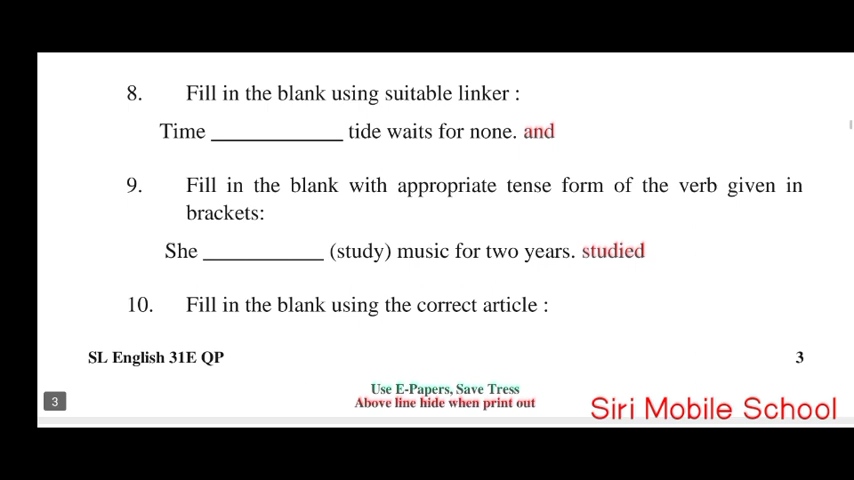 8. Fill in the blank using suitable linker :
Time ____________ tide waits for none. and
9. Fill in the blank with appropriate tense form of the verb given in
brackets:
She ___________ (study) music for two years. studied
10. Fill in the blank using the correct article :
SL English 31E QP 3
Use E-Papers, Save Tress
3 Above line hide when print out
Siri Mobile School